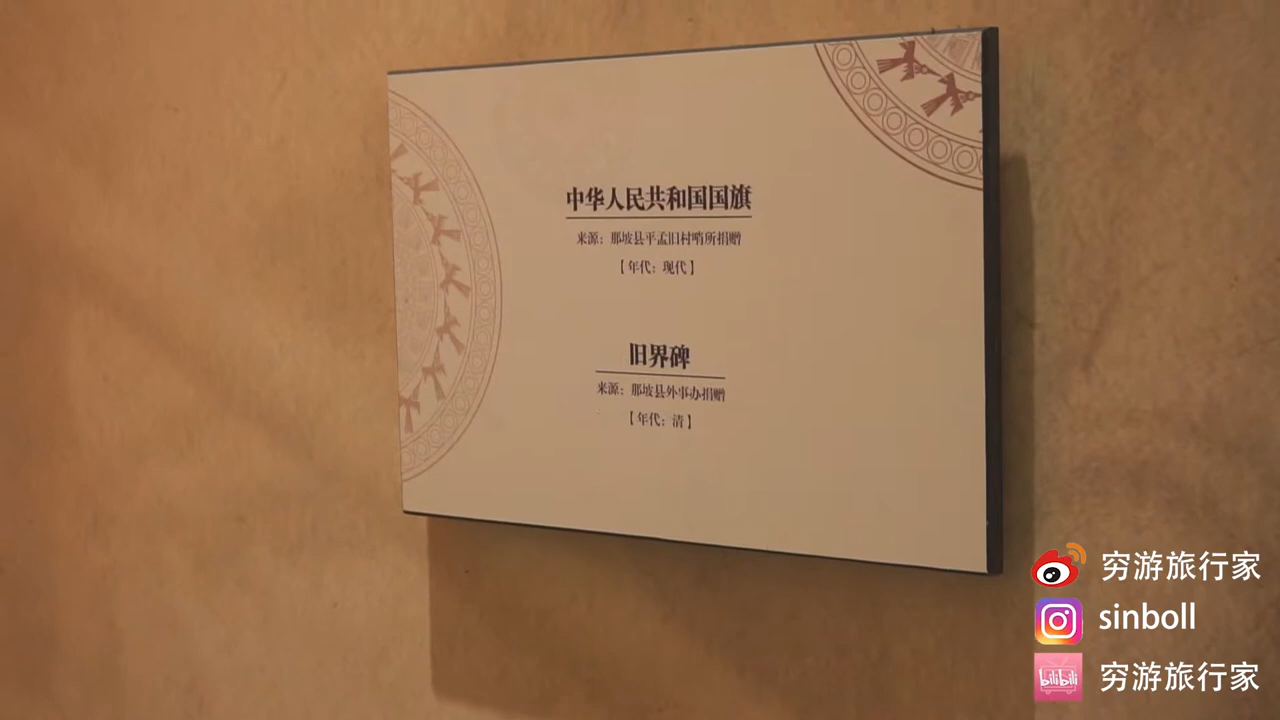 中华人民共和国国旗
来源：那坡县平孟旧村哨所捐赠
【年代：现代】
旧界碑
来源：那坡县外事办捐赠
【年代：清】
穷游旅行家
sinboll
bilibili
穷游旅行家